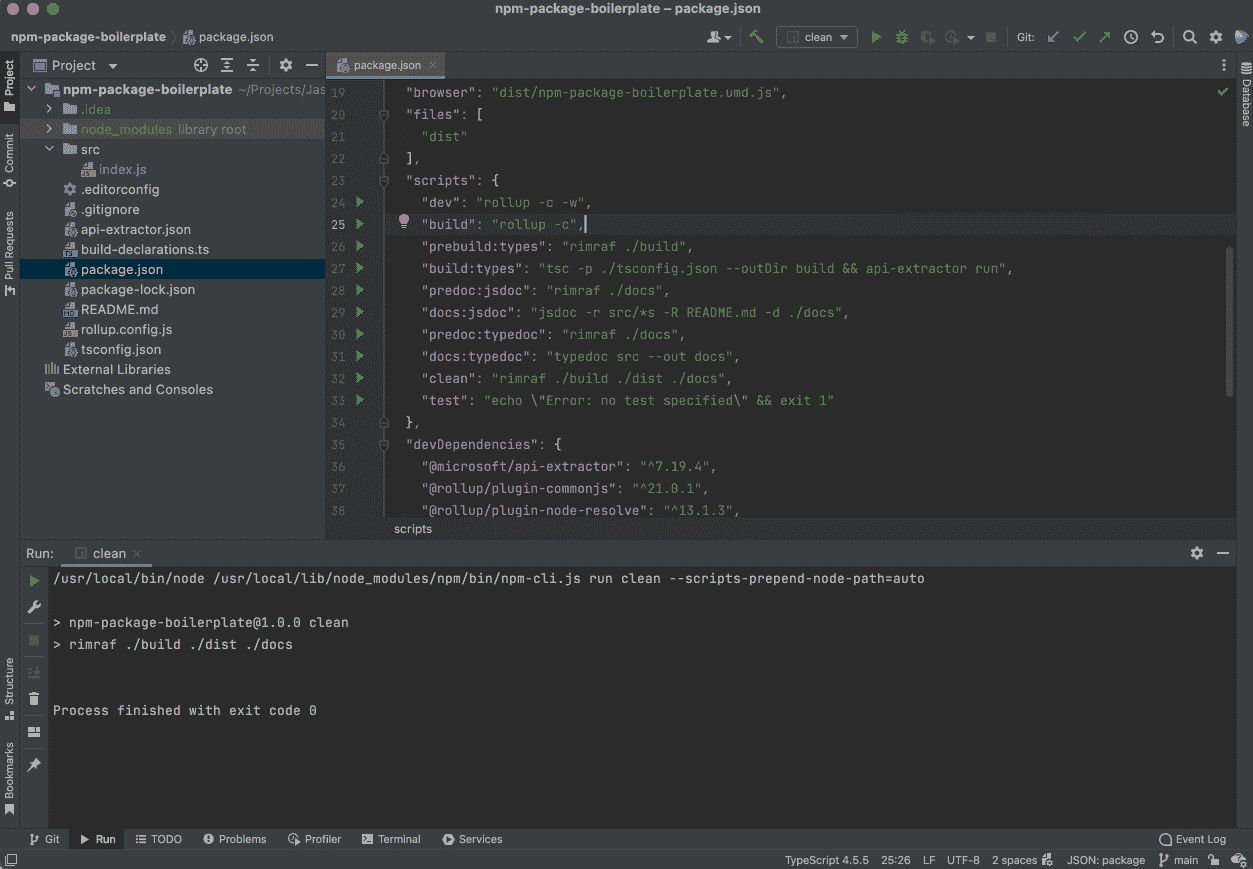 npm-package-boilerplate – package.json
npm-package-boilerplate package.json
clean
Git:
Project
Project
package.json
npm-package-boilerplate ~/Projects/Jas
.idea
node_modules library root
src
index.js
.editorconfig
.gitignore
api-extractor.json
build-declarations.ts
package.json
package-lock.json
README.md
rollup.config.js
tsconfig.json
External Libraries
Scratches and Consoles
Commit
Pull Requests
19 "browser": "dist/npm-package-boilerplate.umd.js",
20 "files": [
21 "dist"
22 ],
23 "scripts": {
24 "dev": "rollup -c -w",
25 "build": "rollup -c",
26 "prebuild:types": "rimraf ./build",
27 "build:types": "tsc -p ./tsconfig.json --outDir build && api-extractor run",
28 "predoc:jsdoc": "rimraf ./docs",
29 "docs:jsdoc": "jsdoc -r src/*s -R README.md -d ./docs",
30 "predoc:typedoc": "rimraf ./docs",
31 "docs:typedoc": "typedoc src --out docs",
32 "clean": "rimraf ./build ./dist ./docs",
33 "test": "echo \"Error: no test specified\" && exit 1"
34 },
35 "devDependencies": {
36 "@microsoft/api-extractor": "^7.19.4",
37 "@rollup/plugin-commonjs": "^21.0.1",
38 "@rollup/plugin-node-resolve": "^13.1.3",
scripts
Database
Run: clean
/usr/local/bin/node /usr/local/lib/node_modules/npm/bin/npm-cli.js run clean --scripts-prepend-node-path=auto
> npm-package-boilerplate@1.0.0 clean
> rimraf ./build ./dist ./docs
Process finished with exit code 0
Structure
Bookmarks
Git Run TODO Problems Profiler Terminal Services Event Log
TypeScript 4.5.5 25:26 LF UTF-8 2 spaces JSON: package main